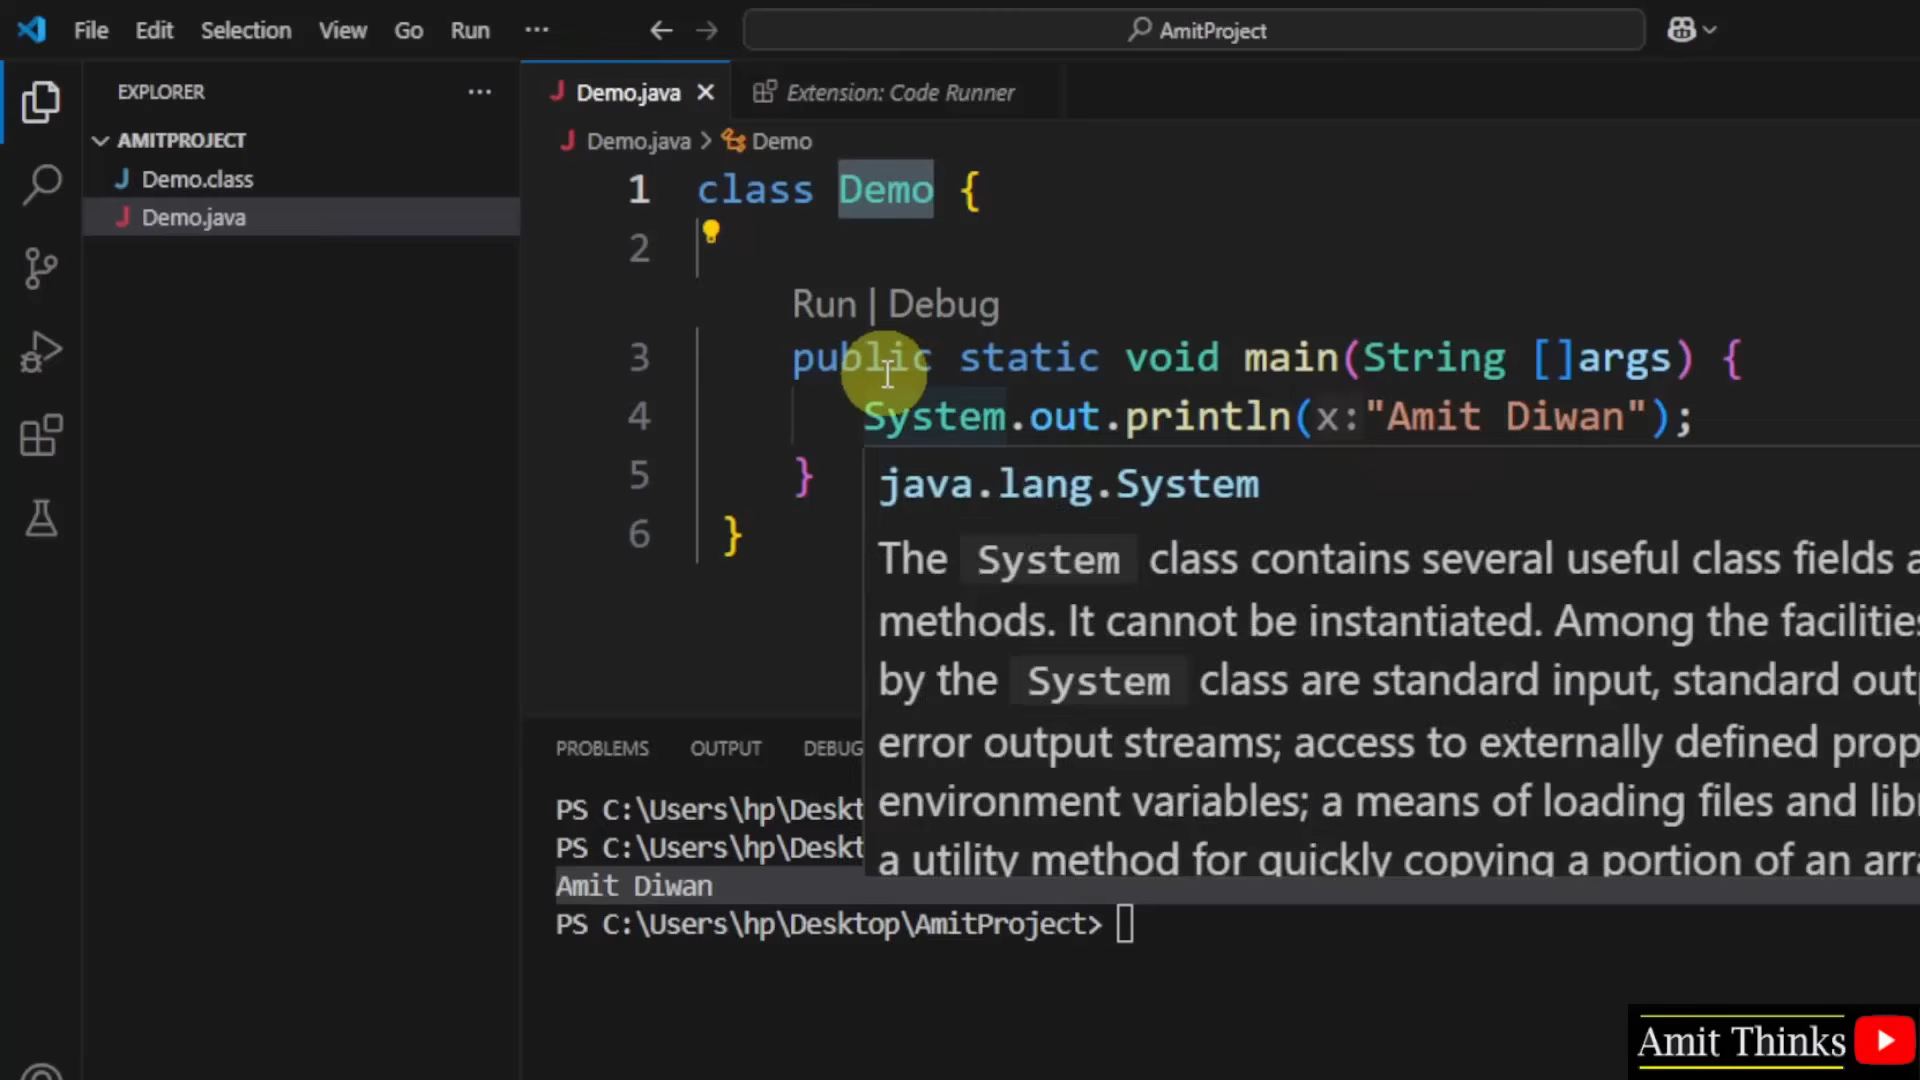 File Edit Selection View Go Run ···
AmitProject
EXPLORER ···
AMITPROJECT
J Demo.class
J Demo.java
J Demo.java Extension: Code Runner
J Demo.java > Demo
1 class Demo {
2
Run | Debug
3 public static void main(String []args) {
4 System.out.println(x:"Amit Diwan");
5 }
6 }
java.lang.System
The System class contains several useful class fields a
methods. It cannot be instantiated. Among the facilities
by the System class are standard input, standard outp
error output streams; access to externally defined prop
environment variables; a means of loading files and libr
a utility method for quickly copying a portion of an arra
PROBLEMS OUTPUT DEBUG
PS C:\Users\hp\Deskt
PS C:\Users\hp\Deskt
Amit Diwan
PS C:\Users\hp\Desktop\AmitProject>
Amit Thinks